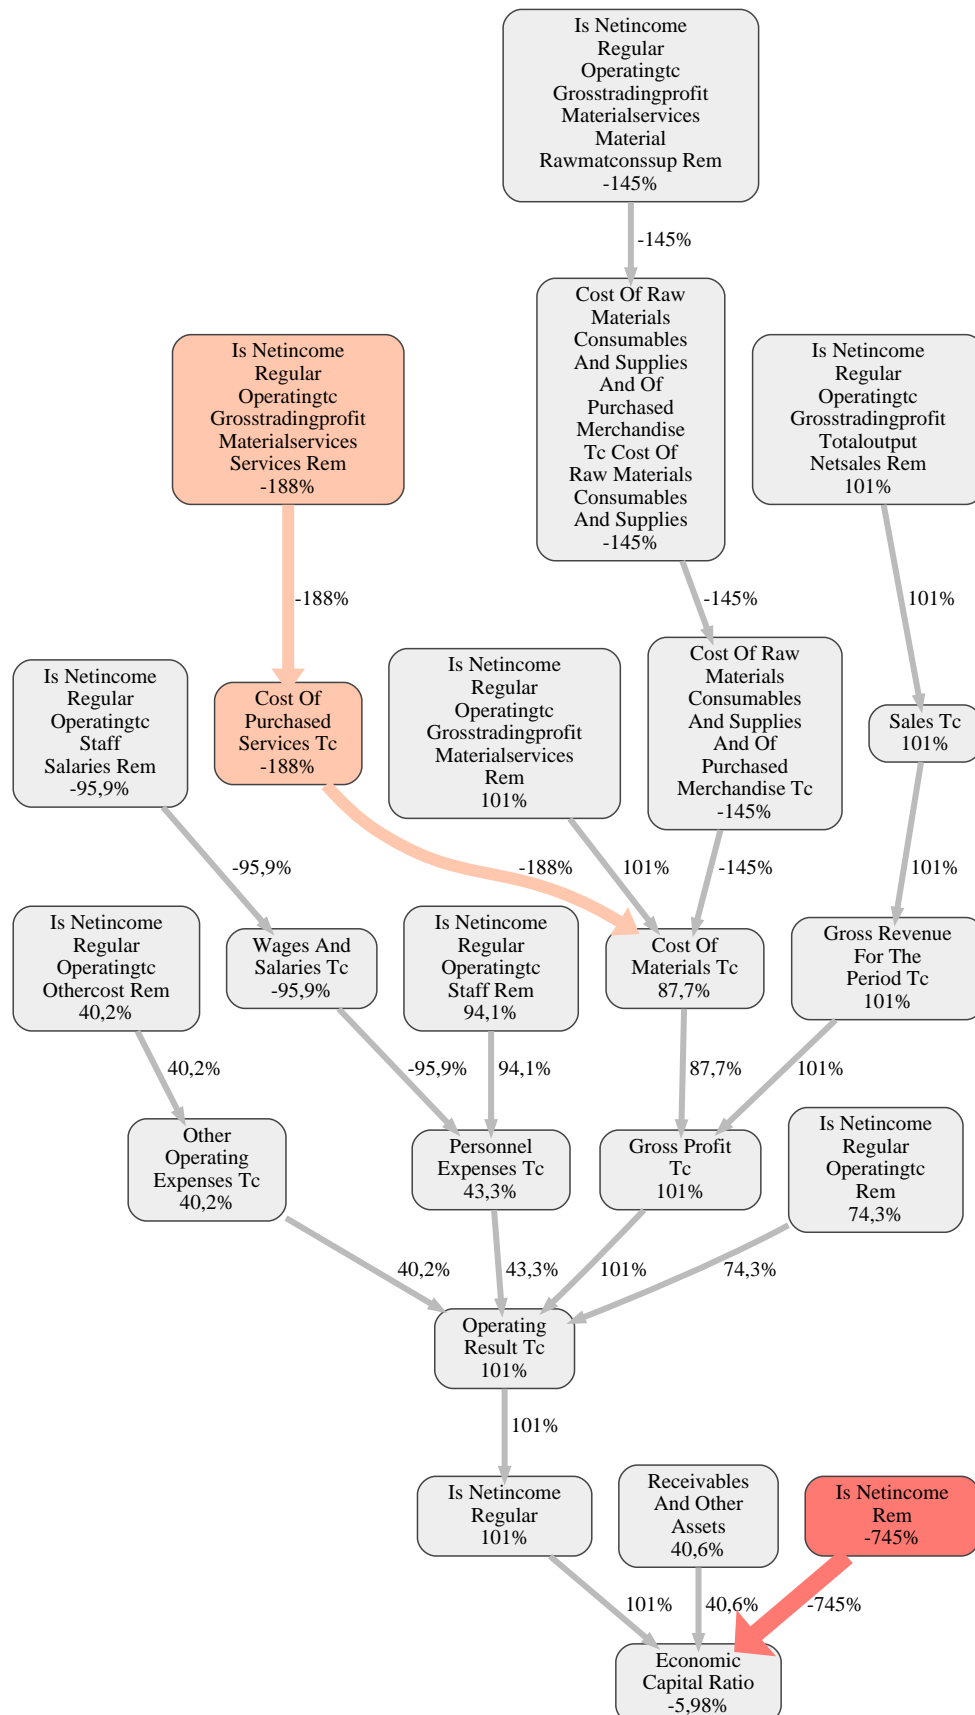 Is Netincome
Regular
Operatingtc
Grosstradingprofit
Materialservices
Material
Rawmatconssup Rem
-145%
-145%
Cost Of Raw
Materials
Consumables
And Supplies
And Of
Purchased
Merchandise
Tc Cost Of
Raw Materials
Consumables
And Supplies
-145%
Is Netincome
Regular
Operatingtc
Grosstradingprofit
Materialservices
Services Rem
-188%
Is Netincome
Regular
Operatingtc
Grosstradingprofit
Totaloutput
Netsales Rem
101%
-188%
-145%
101%
Is Netincome
Regular
Operatingtc
Staff
Salaries Rem
-95,9%
Cost Of
Purchased
Services Tc
-188%
Is Netincome
Regular
Operatingtc
Grosstradingprofit
Materialservices
Rem
101%
Cost Of Raw
Materials
Consumables
And Supplies
And Of
Purchased
Merchandise Tc
-145%
Sales Tc
101%
-95,9%
-188%
101%
-145%
101%
Is Netincome
Regular
Operatingtc
Othercost Rem
40,2%
Wages And
Salaries Tc
-95,9%
Is Netincome
Regular
Operatingtc
Staff Rem
94,1%
Cost Of
Materials Tc
87,7%
Gross Revenue
For The
Period Tc
101%
40,2%
-95,9%
94,1%
87,7%
101%
Other
Operating
Expenses Tc
40,2%
Personnel
Expenses Tc
43,3%
Gross Profit
Tc
101%
Is Netincome
Regular
Operatingtc
Rem
74,3%
40,2%
43,3%
101%
74,3%
Operating
Result Tc
101%
101%
Is Netincome
Regular
101%
Receivables
And Other
Assets
40,6%
Is Netincome
Rem
-745%
101%
40,6%
-745%
Economic
Capital Ratio
-5,98%